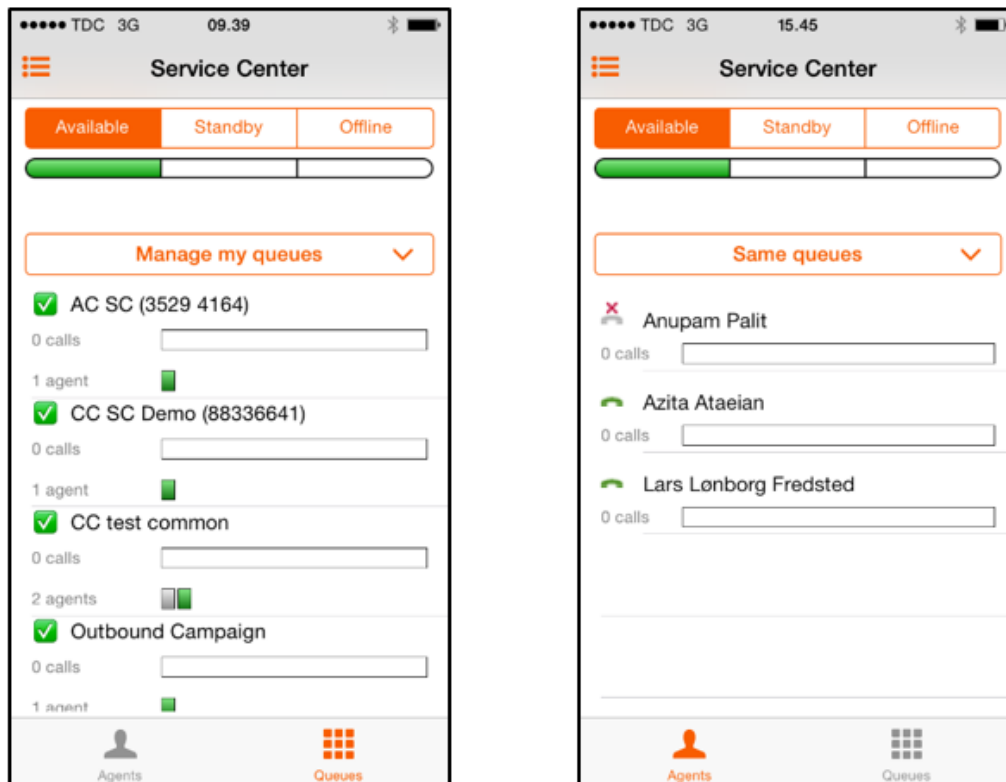 TDC 3G 09.39
Service Center
Available Standby Offline
Manage my queues
AC SC (3529 4164)
0 calls
1 agent
CC SC Demo (88336641)
0 calls
1 agent
CC test common
0 calls
2 agents
Outbound Campaign
0 calls
1 agent
Agents Queues
TDC 3G 15.45
Service Center
Available Standby Offline
Same queues
Anupam Palit
0 calls
Azita Ataeian
0 calls
Lars Lønborg Fredsted
0 calls
Agents Queues